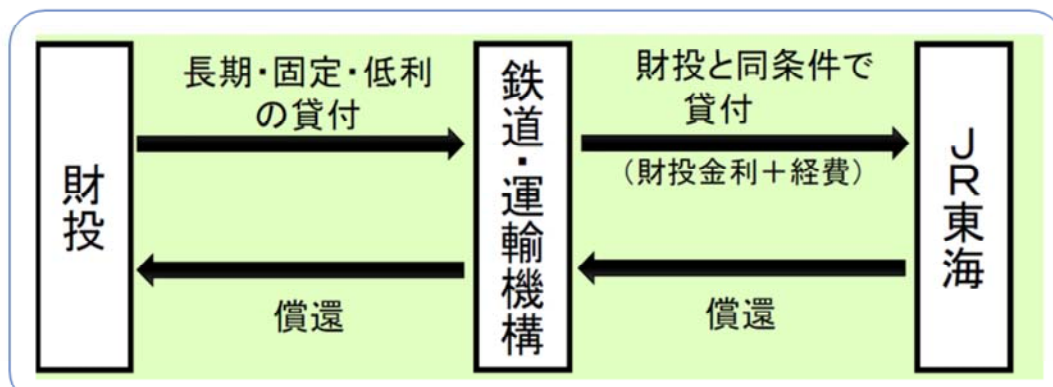 財投
長期・固定・低利
の貸付
償還
鉄道・運輸機構
財投と同条件で
貸付
(財投金利＋経費)
償還
JR東海